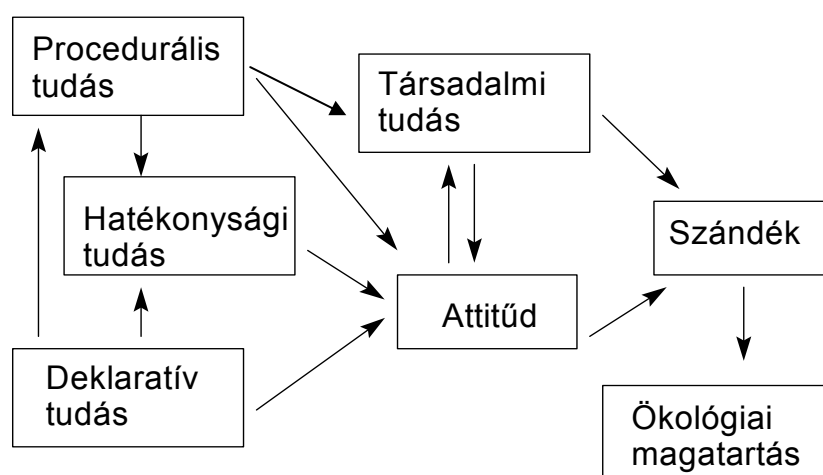 Procedurális
tudás
Társadalmi
tudás
Hatékonysági
tudás
Szándék
Attitűd
Deklaratív
tudás
Ökológiai
magatartás